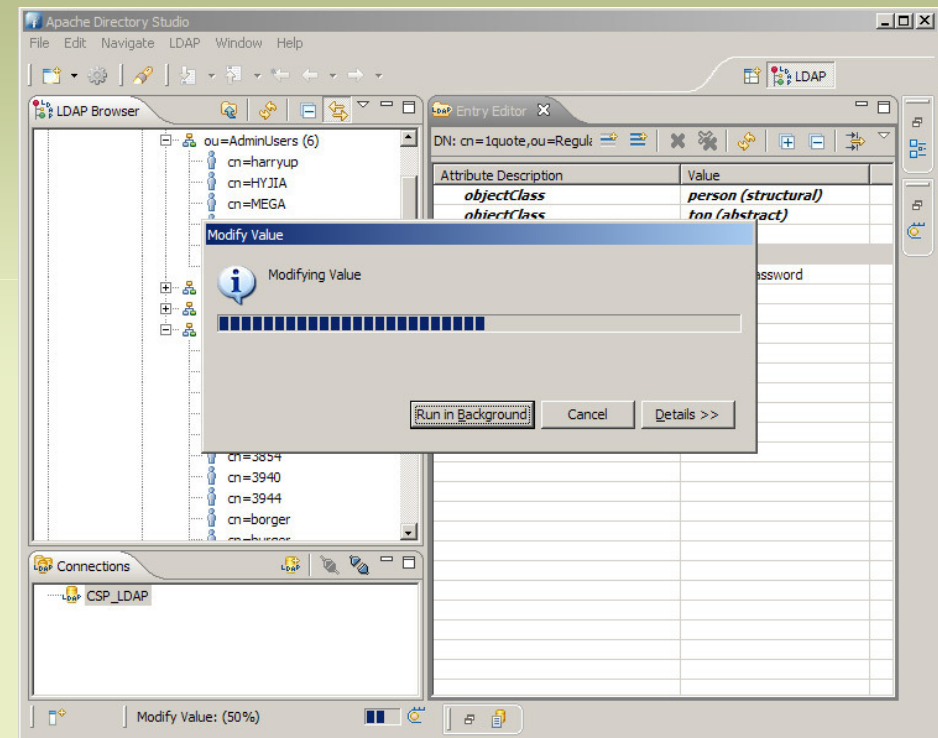 Apache Directory Studio
File Edit Navigate LDAP Window Help
LDAP
LDAP Browser
ou=AdminUsers (6)
cn=harryup
cn=HYJIA
cn=MEGA
cn=3854
cn=3940
cn=3944
cn=borger
cn=burger
Entry Editor
DN: cn=1quote,ou=Regul
Attribute Description Value
objectClass person (structural)
objectClass top (abstract)
Modify Value
Modifying Value
Run in Background Cancel Details >>
Connections
CSP_LDAP
Modify Value: (50%)